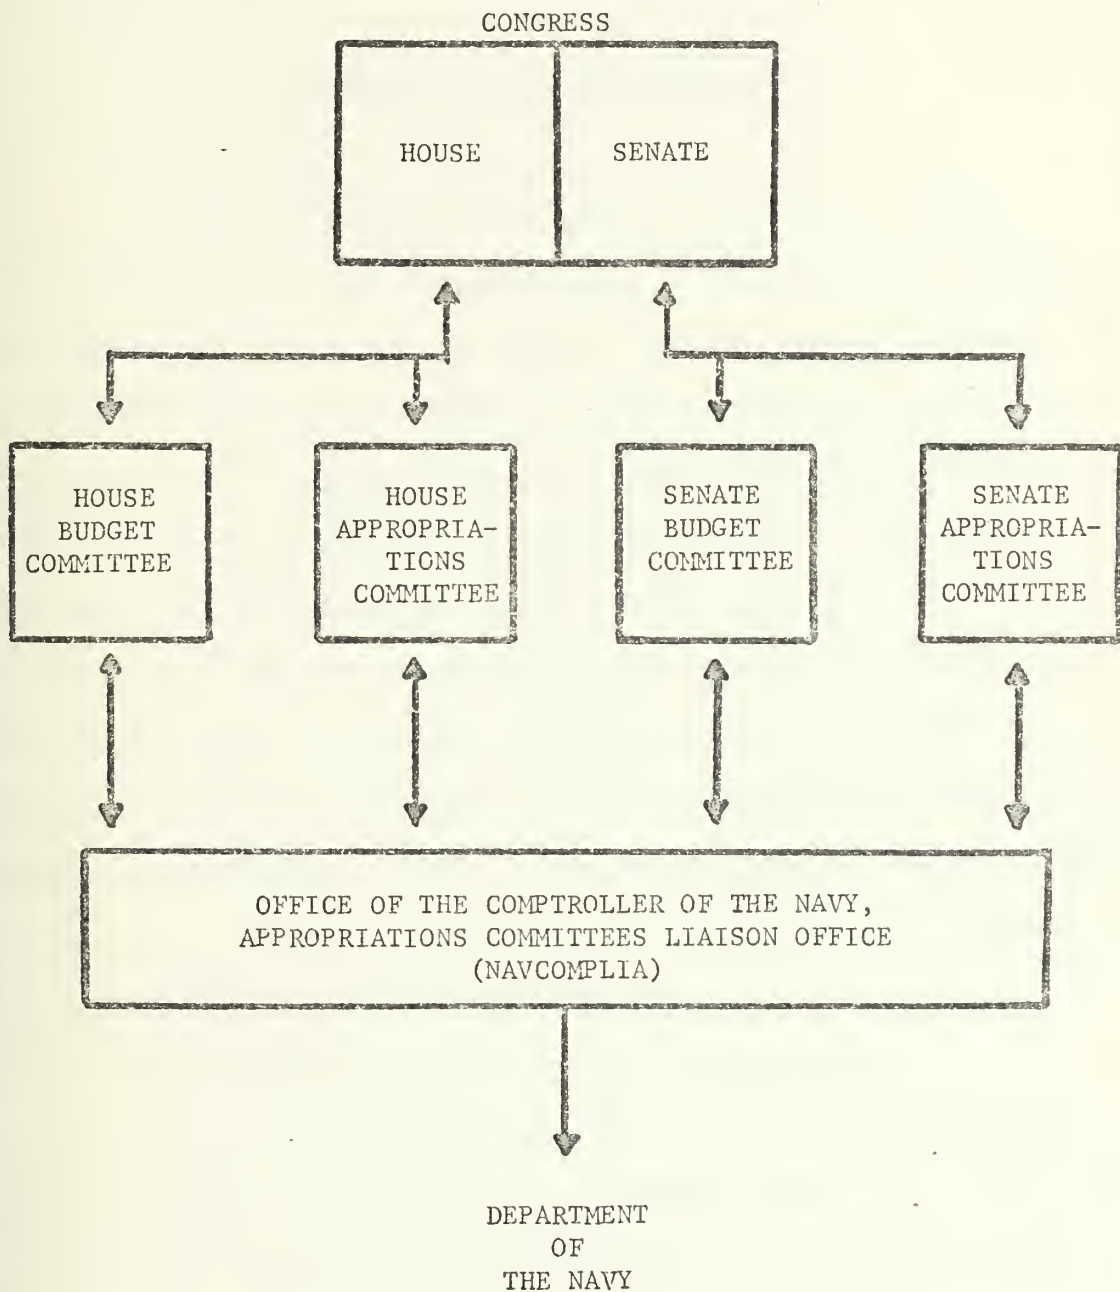 CONGRESS
HOUSE
SENATE
HOUSE
BUDGET
COMMITTEE
HOUSE
APPROPRIA-
TIONS
COMMITTEE
SENATE
BUDGET
COMMITTEE
SENATE
APPROPRIA-
TIONS
COMMITTEE
OFFICE OF THE COMPTROLLER OF THE NAVY,
APPROPRIATIONS COMMITTEES LIAISON OFFICE
(NAVCOMPLIA)
DEPARTMENT
OF
THE NAVY